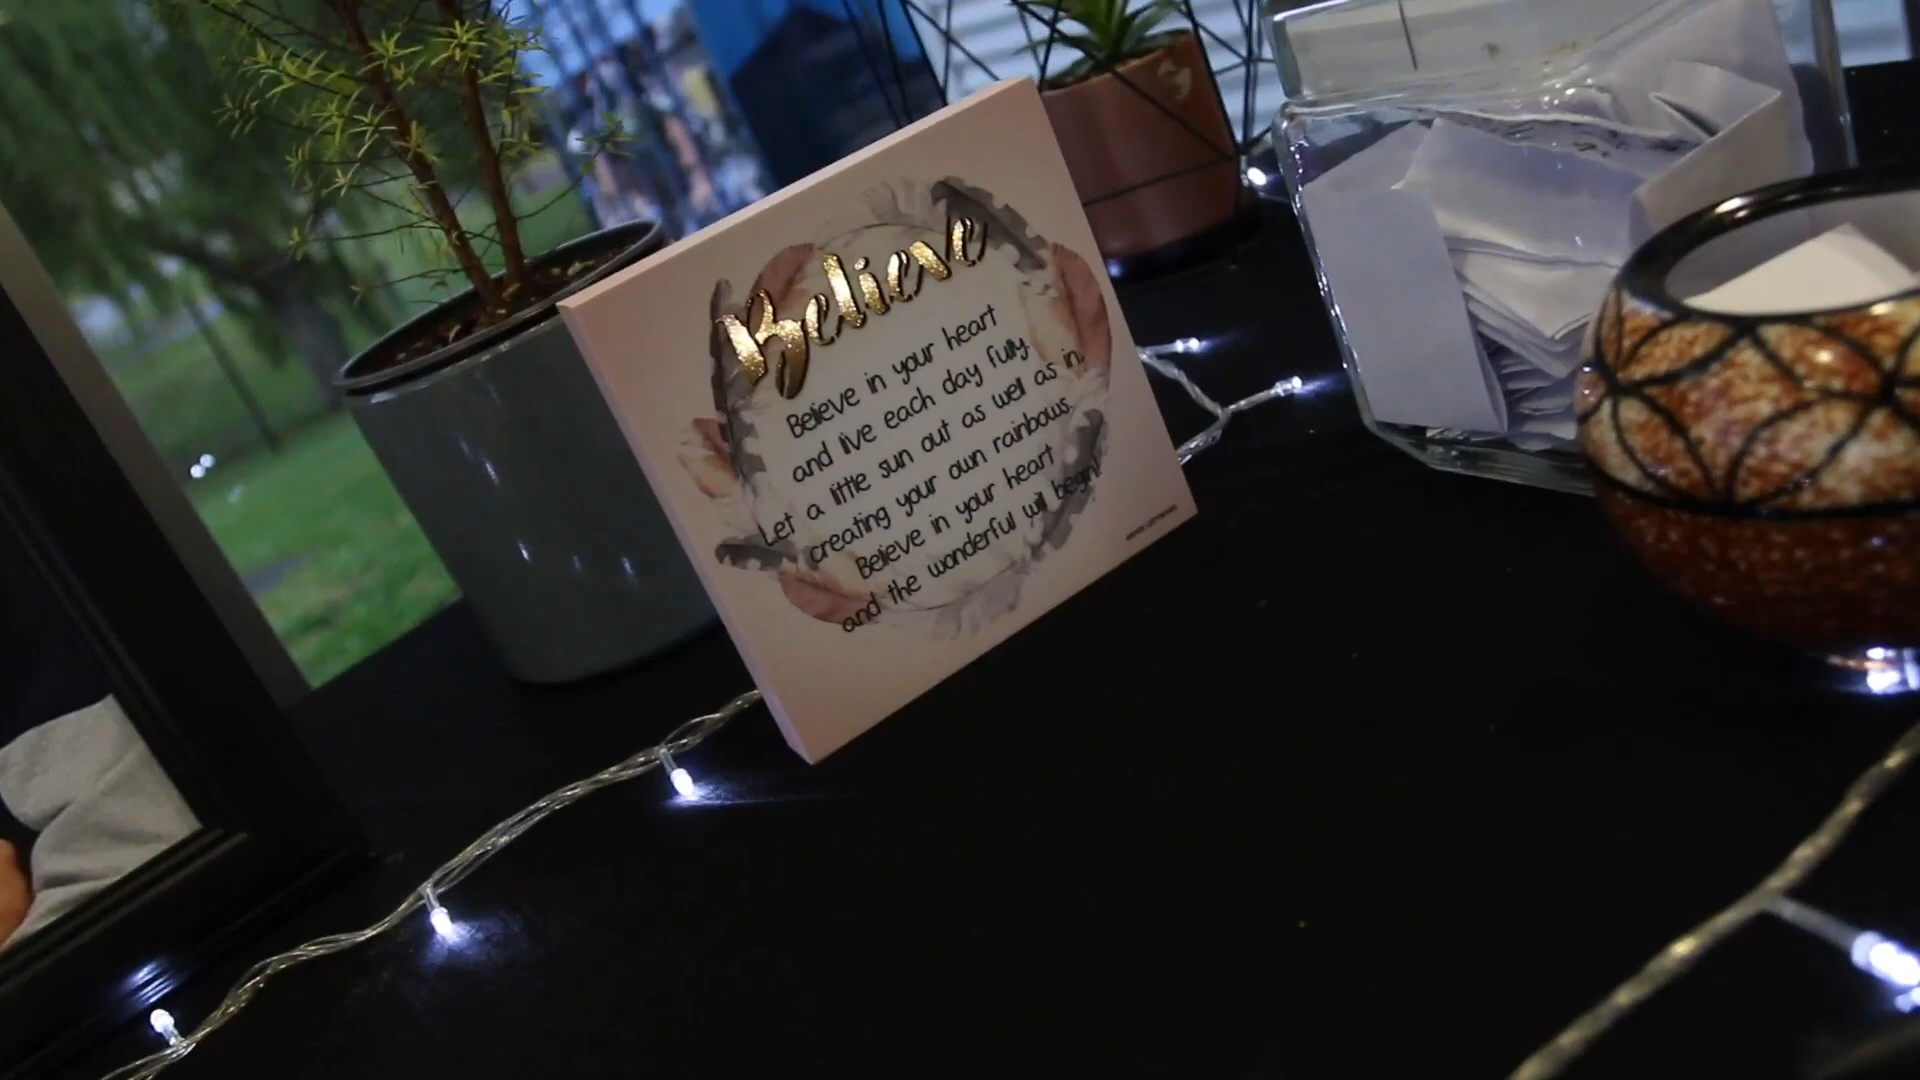 Believe
Believe in your heart
and live each day fully.
Let a little sun out as well as in,
creating your own rainbows.
Believe in your heart
and the wonderful will begin!